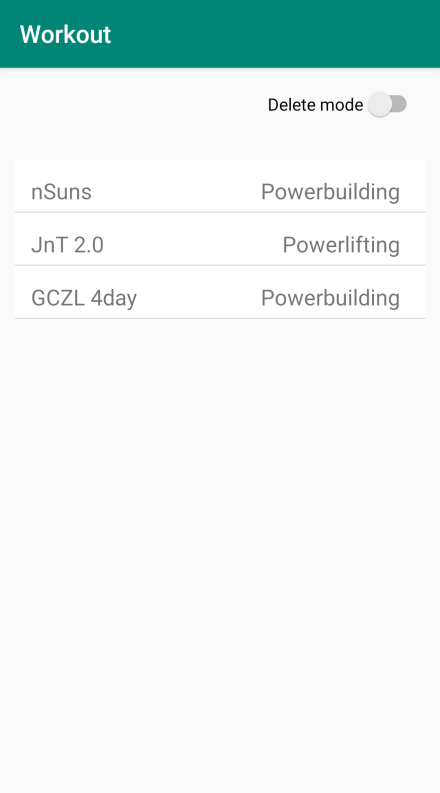 Workout
Delete mode
nSuns Powerbuilding
JnT 2.0 Powerlifting
GCZL 4day Powerbuilding